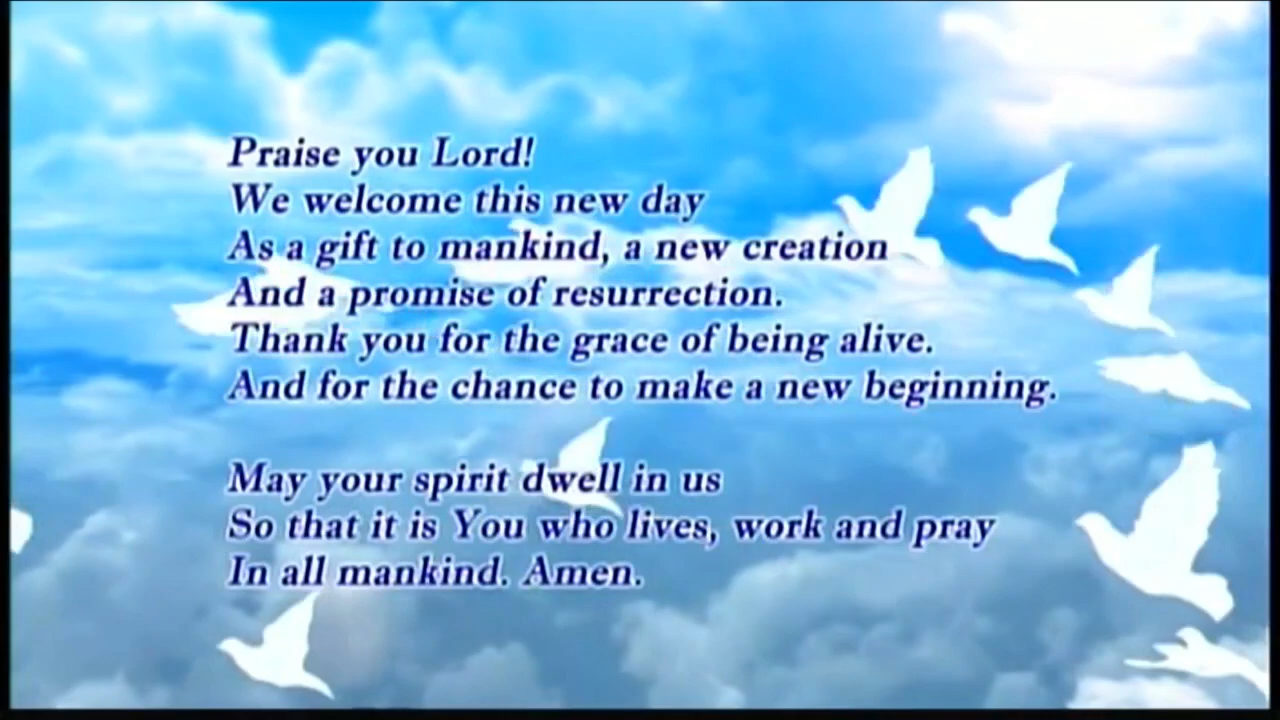 Praise you Lord!
We welcome this new day
As a gift to mankind, a new creation
And a promise of resurrection.
Thank you for the grace of being alive.
And for the chance to make a new beginning.
May your spirit dwell in us
So that it is You who lives, work and pray
In all mankind. Amen.